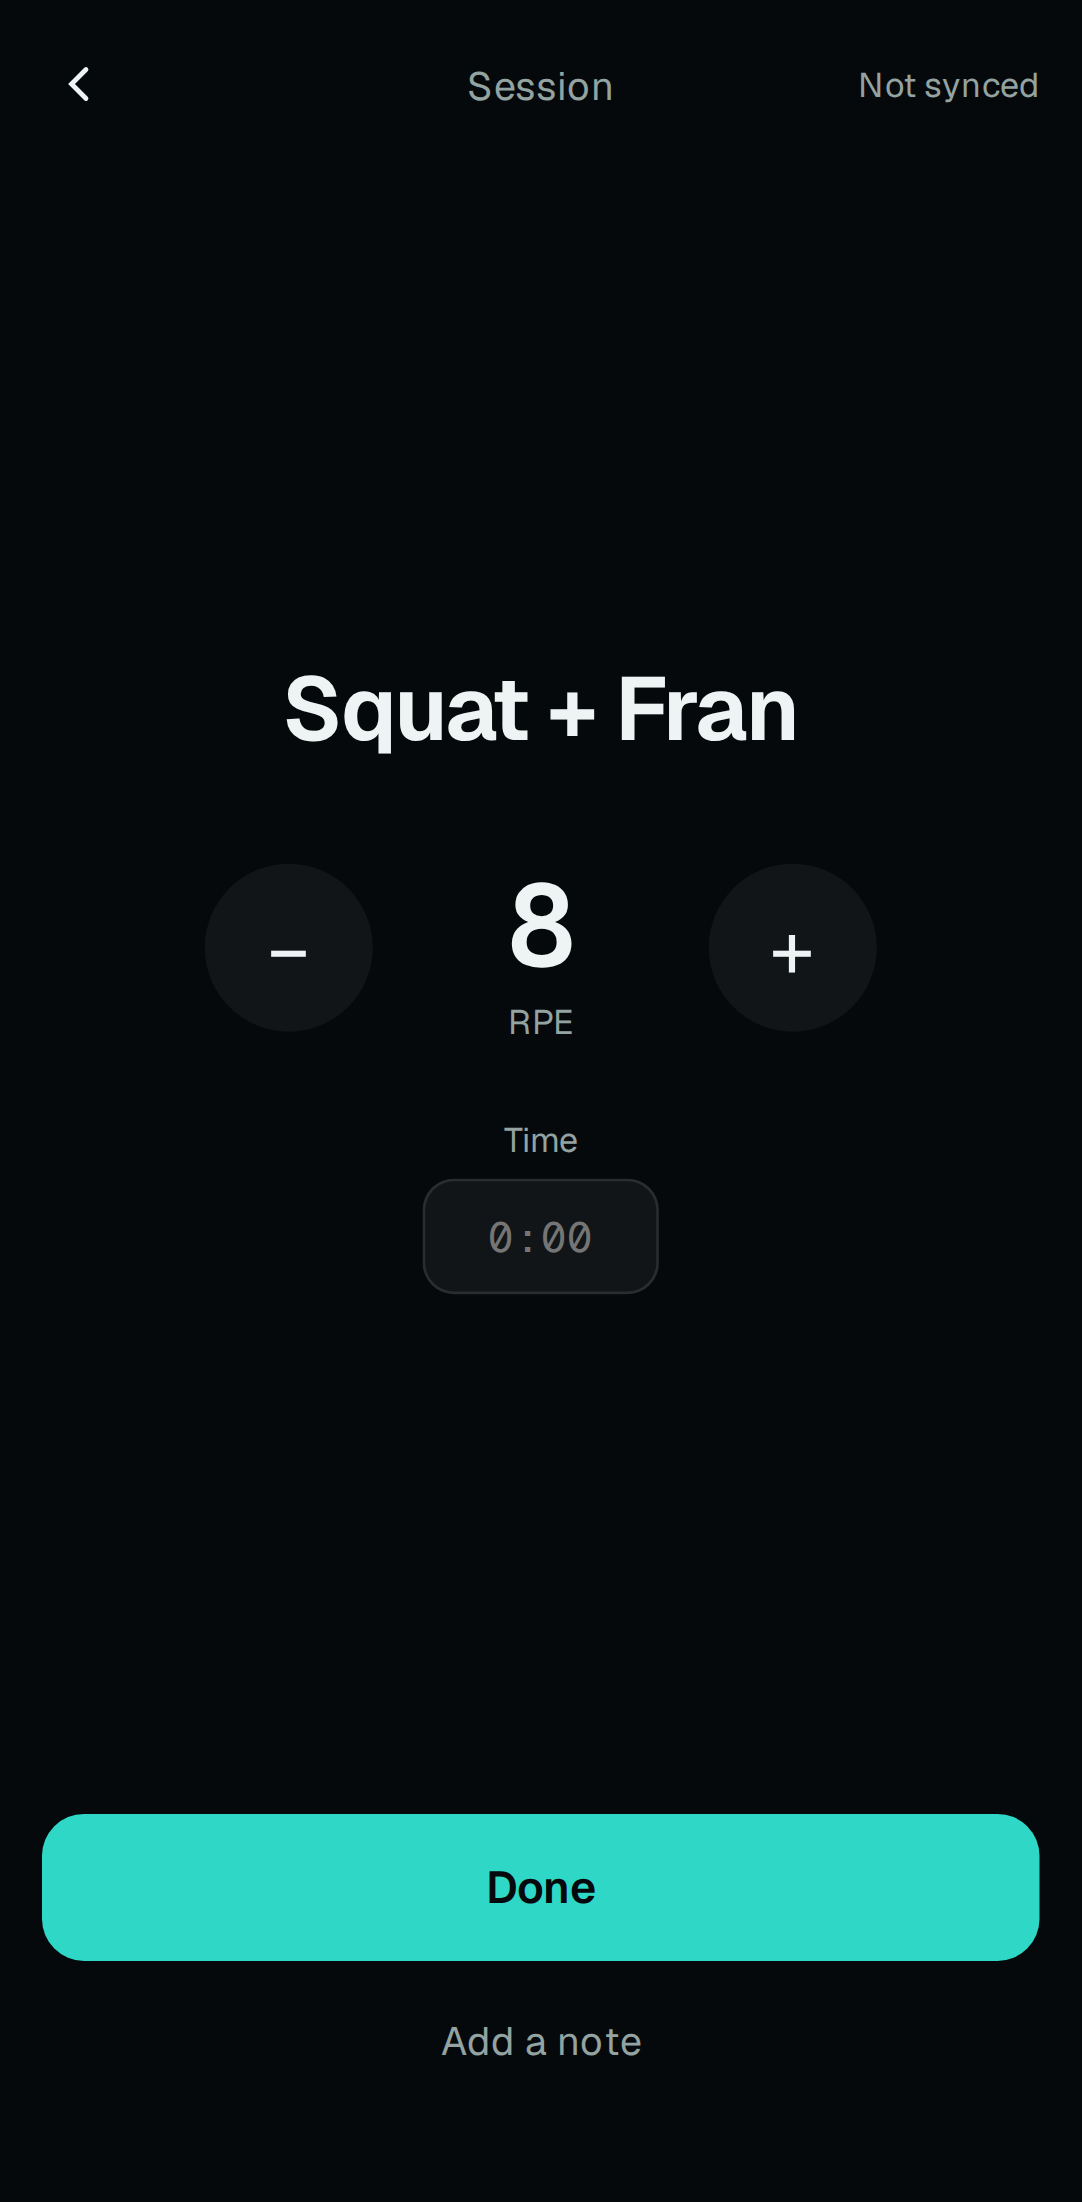 Session
Not synced
Squat + Fran
−
8
+
RPE
Time
0:00
Done
Add a note